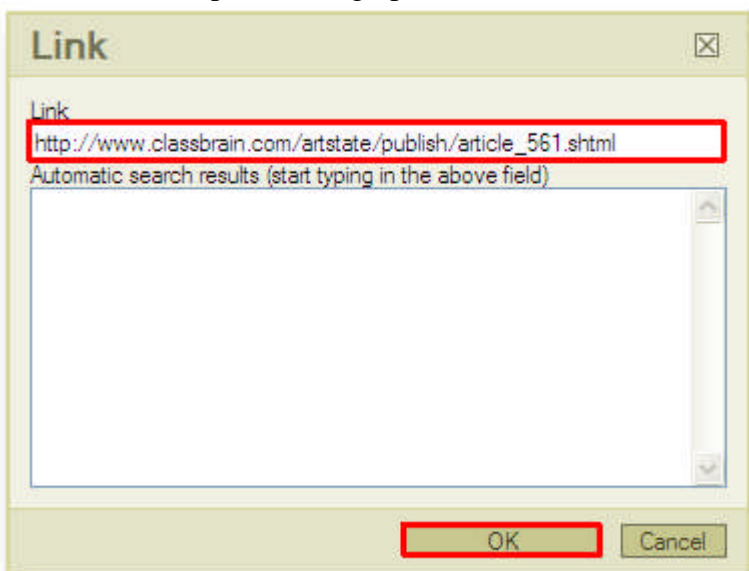 Link
Link
http://www.classbrain.com/artstate/publish/article_561.shtml
Automatic search results (start typing in the above field)
OK
Cancel